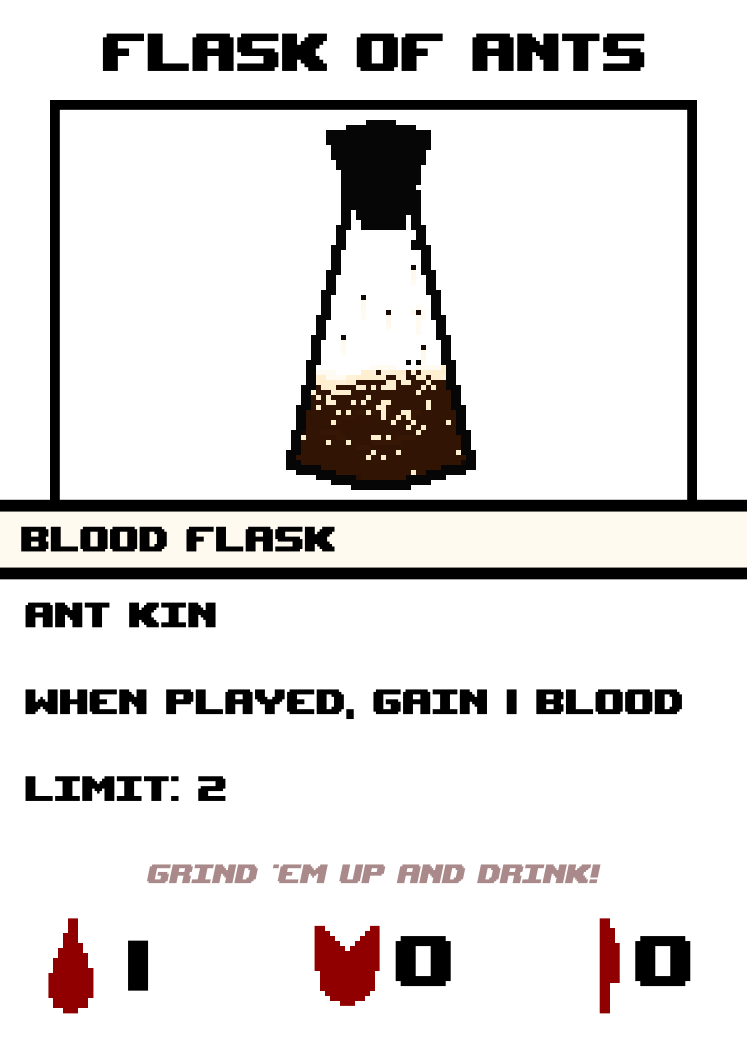 FLASK OF ANTS
BLOOD FLASK
ANT KIN
WHEN PLAYED, GAIN 1 BLOOD
LIMIT: 2
GRIND 'EM UP AND DRINK!
1 0 0